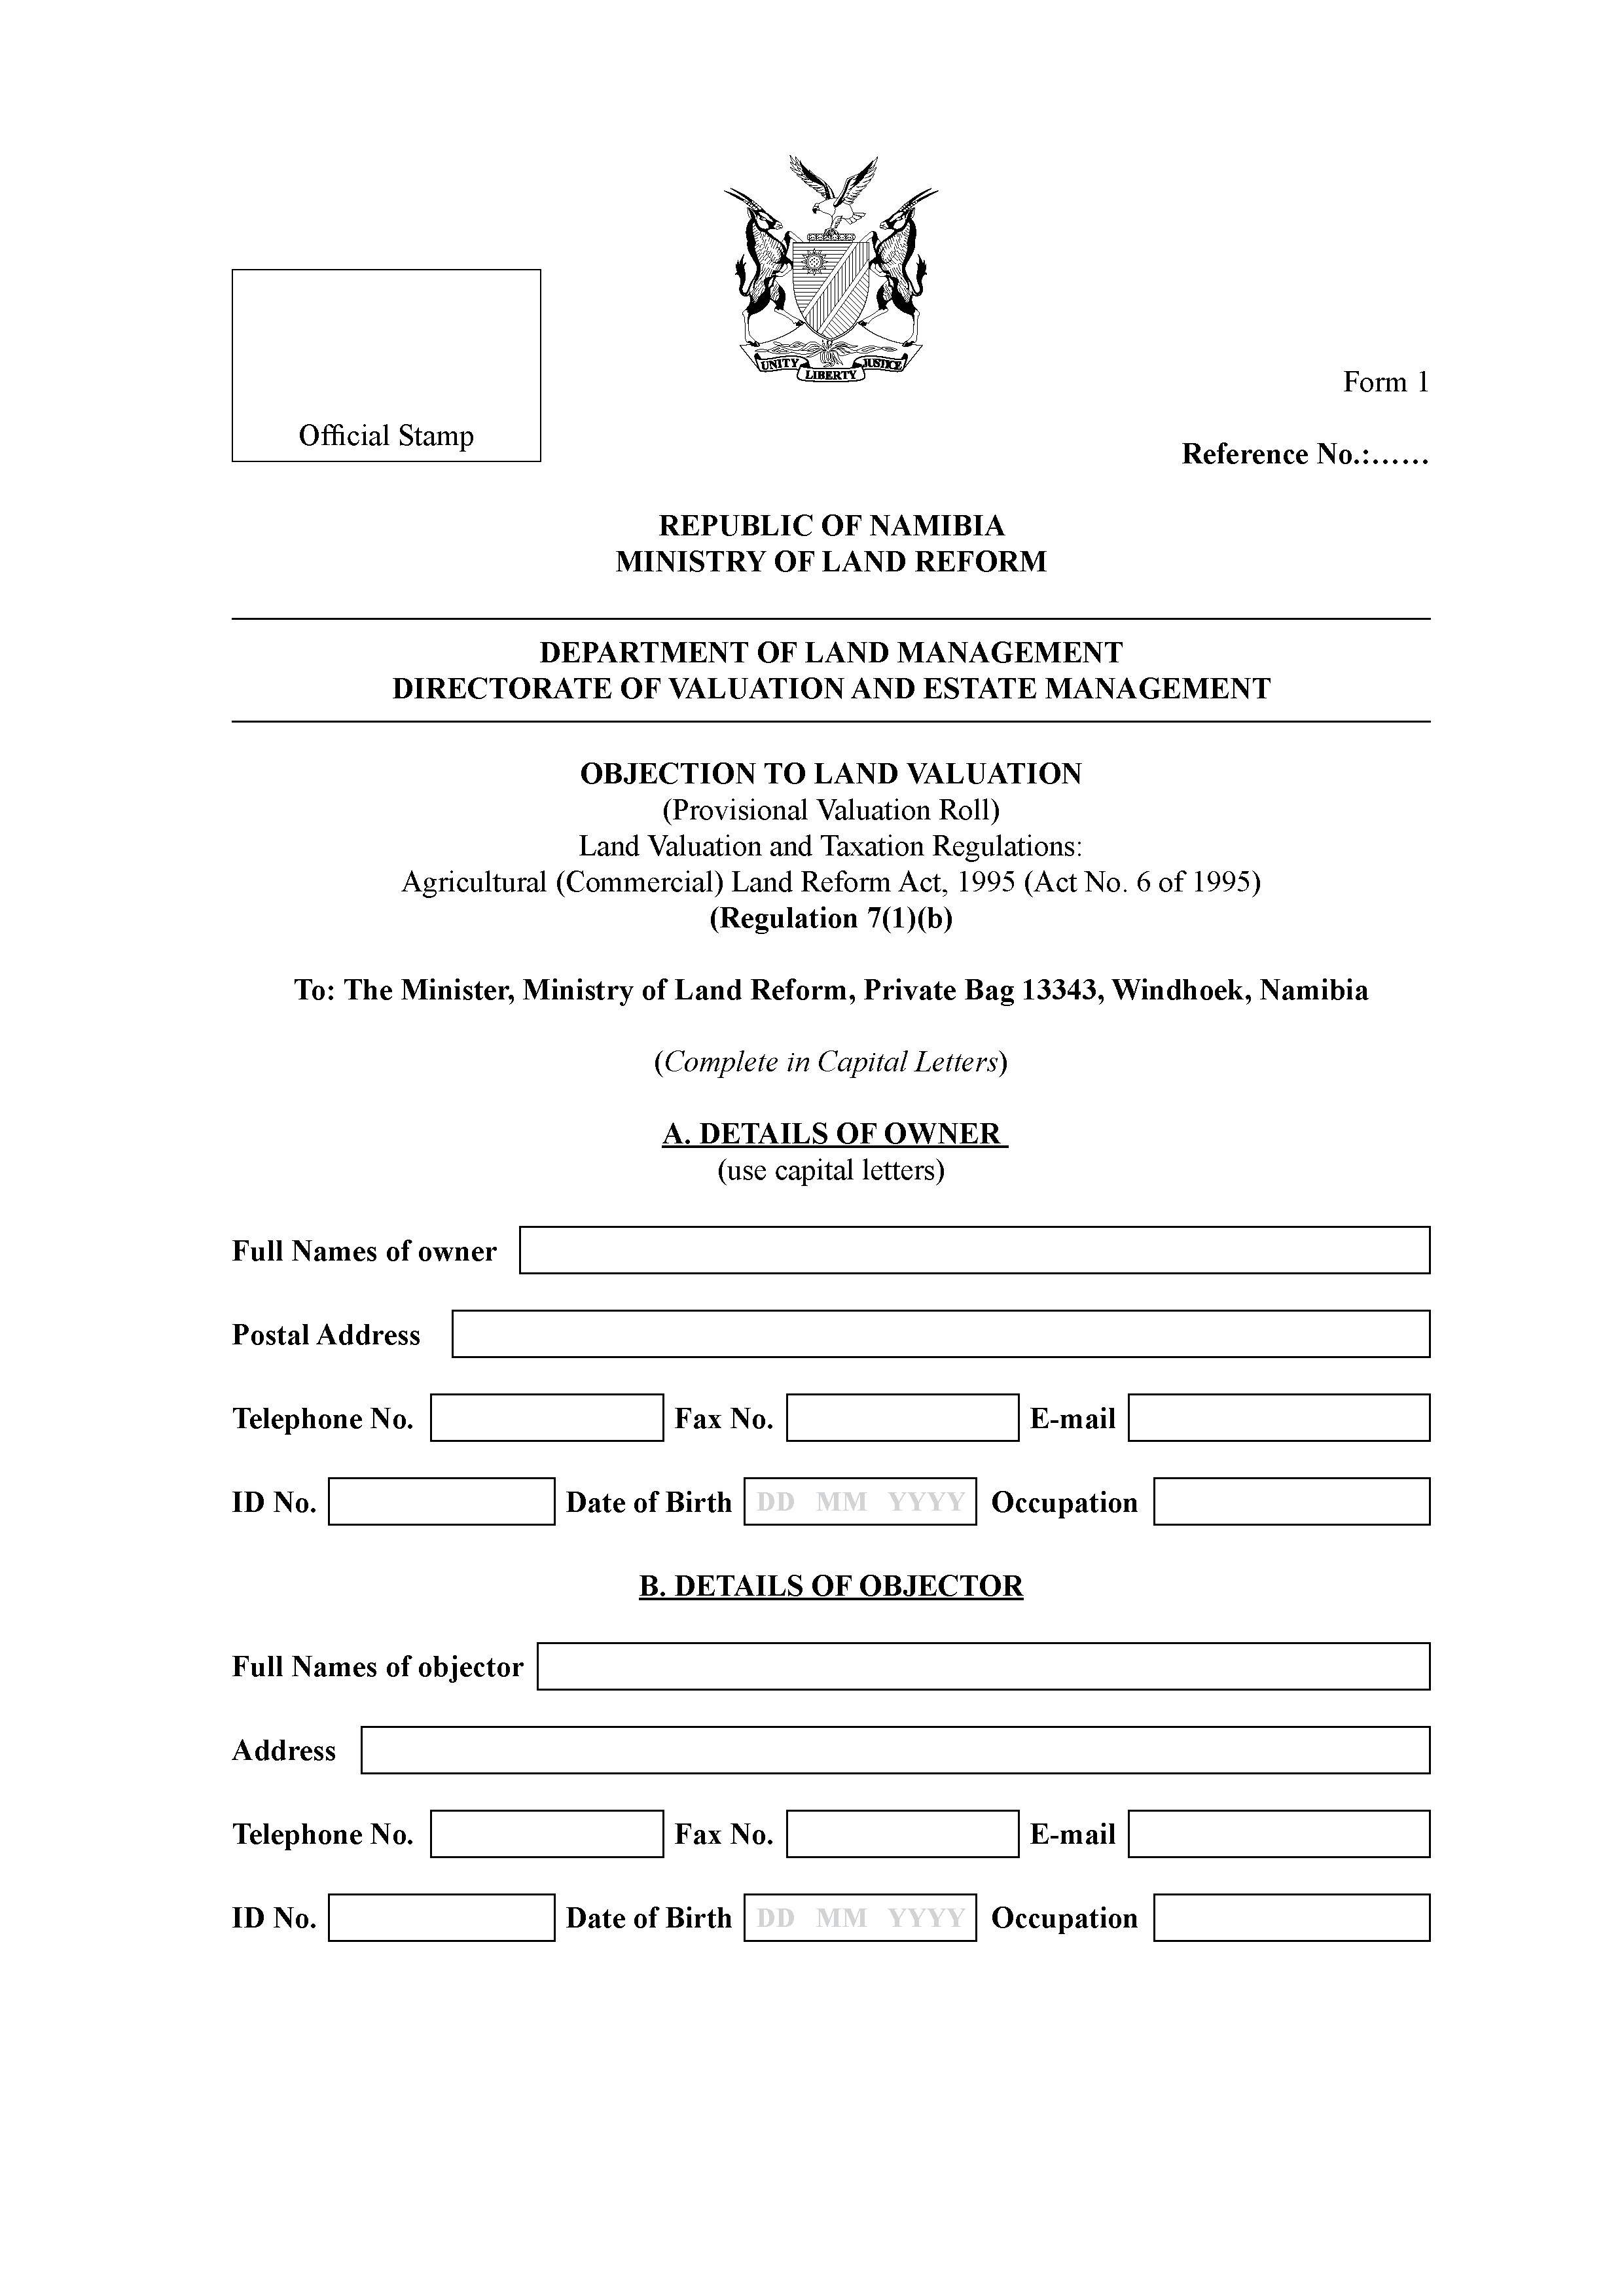 UNITY LIBERTY JUSTICE
Form 1
Official Stamp
Reference No.:......
REPUBLIC OF NAMIBIA
MINISTRY OF LAND REFORM
DEPARTMENT OF LAND MANAGEMENT
DIRECTORATE OF VALUATION AND ESTATE MANAGEMENT
OBJECTION TO LAND VALUATION
(Provisional Valuation Roll)
Land Valuation and Taxation Regulations:
Agricultural (Commercial) Land Reform Act, 1995 (Act No. 6 of 1995)
(Regulation 7(1)(b)
To: The Minister, Ministry of Land Reform, Private Bag 13343, Windhoek, Namibia
(Complete in Capital Letters)
A. DETAILS OF OWNER
(use capital letters)
Full Names of owner
Postal Address
Telephone No. Fax No. E-mail
ID No. Date of Birth DD MM YYYY Occupation
B. DETAILS OF OBJECTOR
Full Names of objector
Address
Telephone No. Fax No. E-mail
ID No. Date of Birth DD MM YYYY Occupation